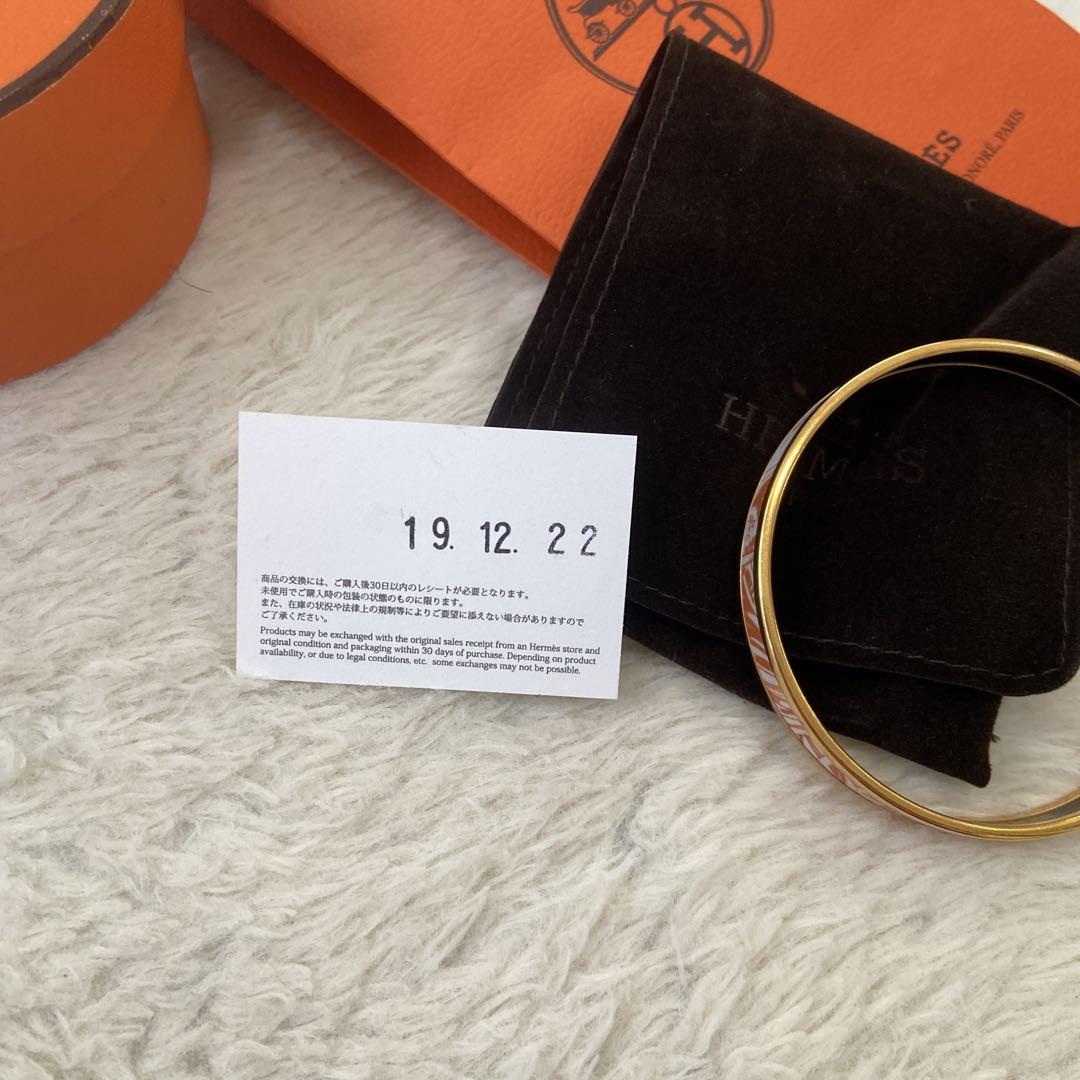 ÈS
ONORÉ, PARIS
HERMÈS
19. 12. 22
商品の交換には、ご購入後30日以内のレシートが必要となります。
未使用でご購入時の包装の状態のものに限ります。
また、在庫の状況や法律上の規制等によりご要望に添えない場合がありますので
ご了承ください。
Products may be exchanged with the original sales receipt from an Hermès store and
original condition and packaging within 30 days of purchase. Depending on product
availability, or due to legal conditions, etc. some exchanges may not be possible.